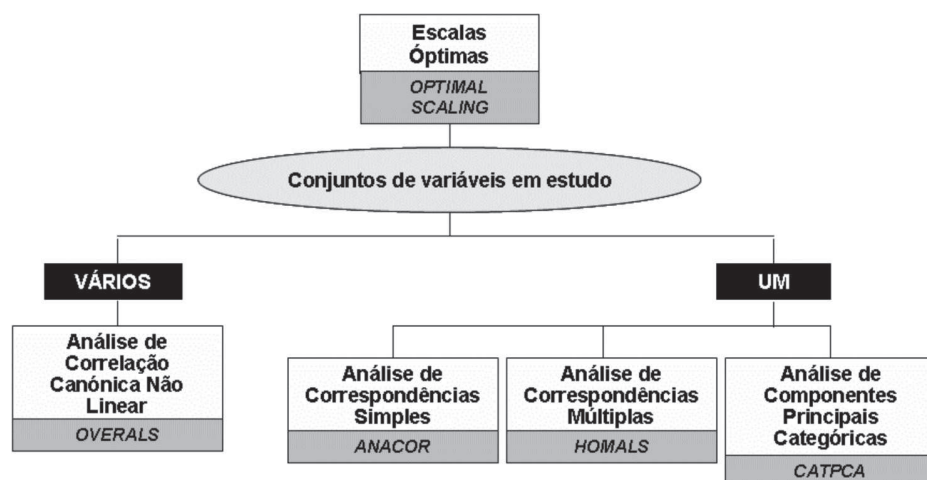 Escalas
Óptimas
OPTIMAL
SCALING
Conjuntos de variáveis em estudo
VÁRIOS
UM
Análise de
Correlação
Canónica Não
Linear
OVERALS
Análise de
Correspondências
Simples
ANACOR
Análise de
Correspondências
Múltiplas
HOMALS
Análise de
Componentes
Principais
Categóricas
CATPCA